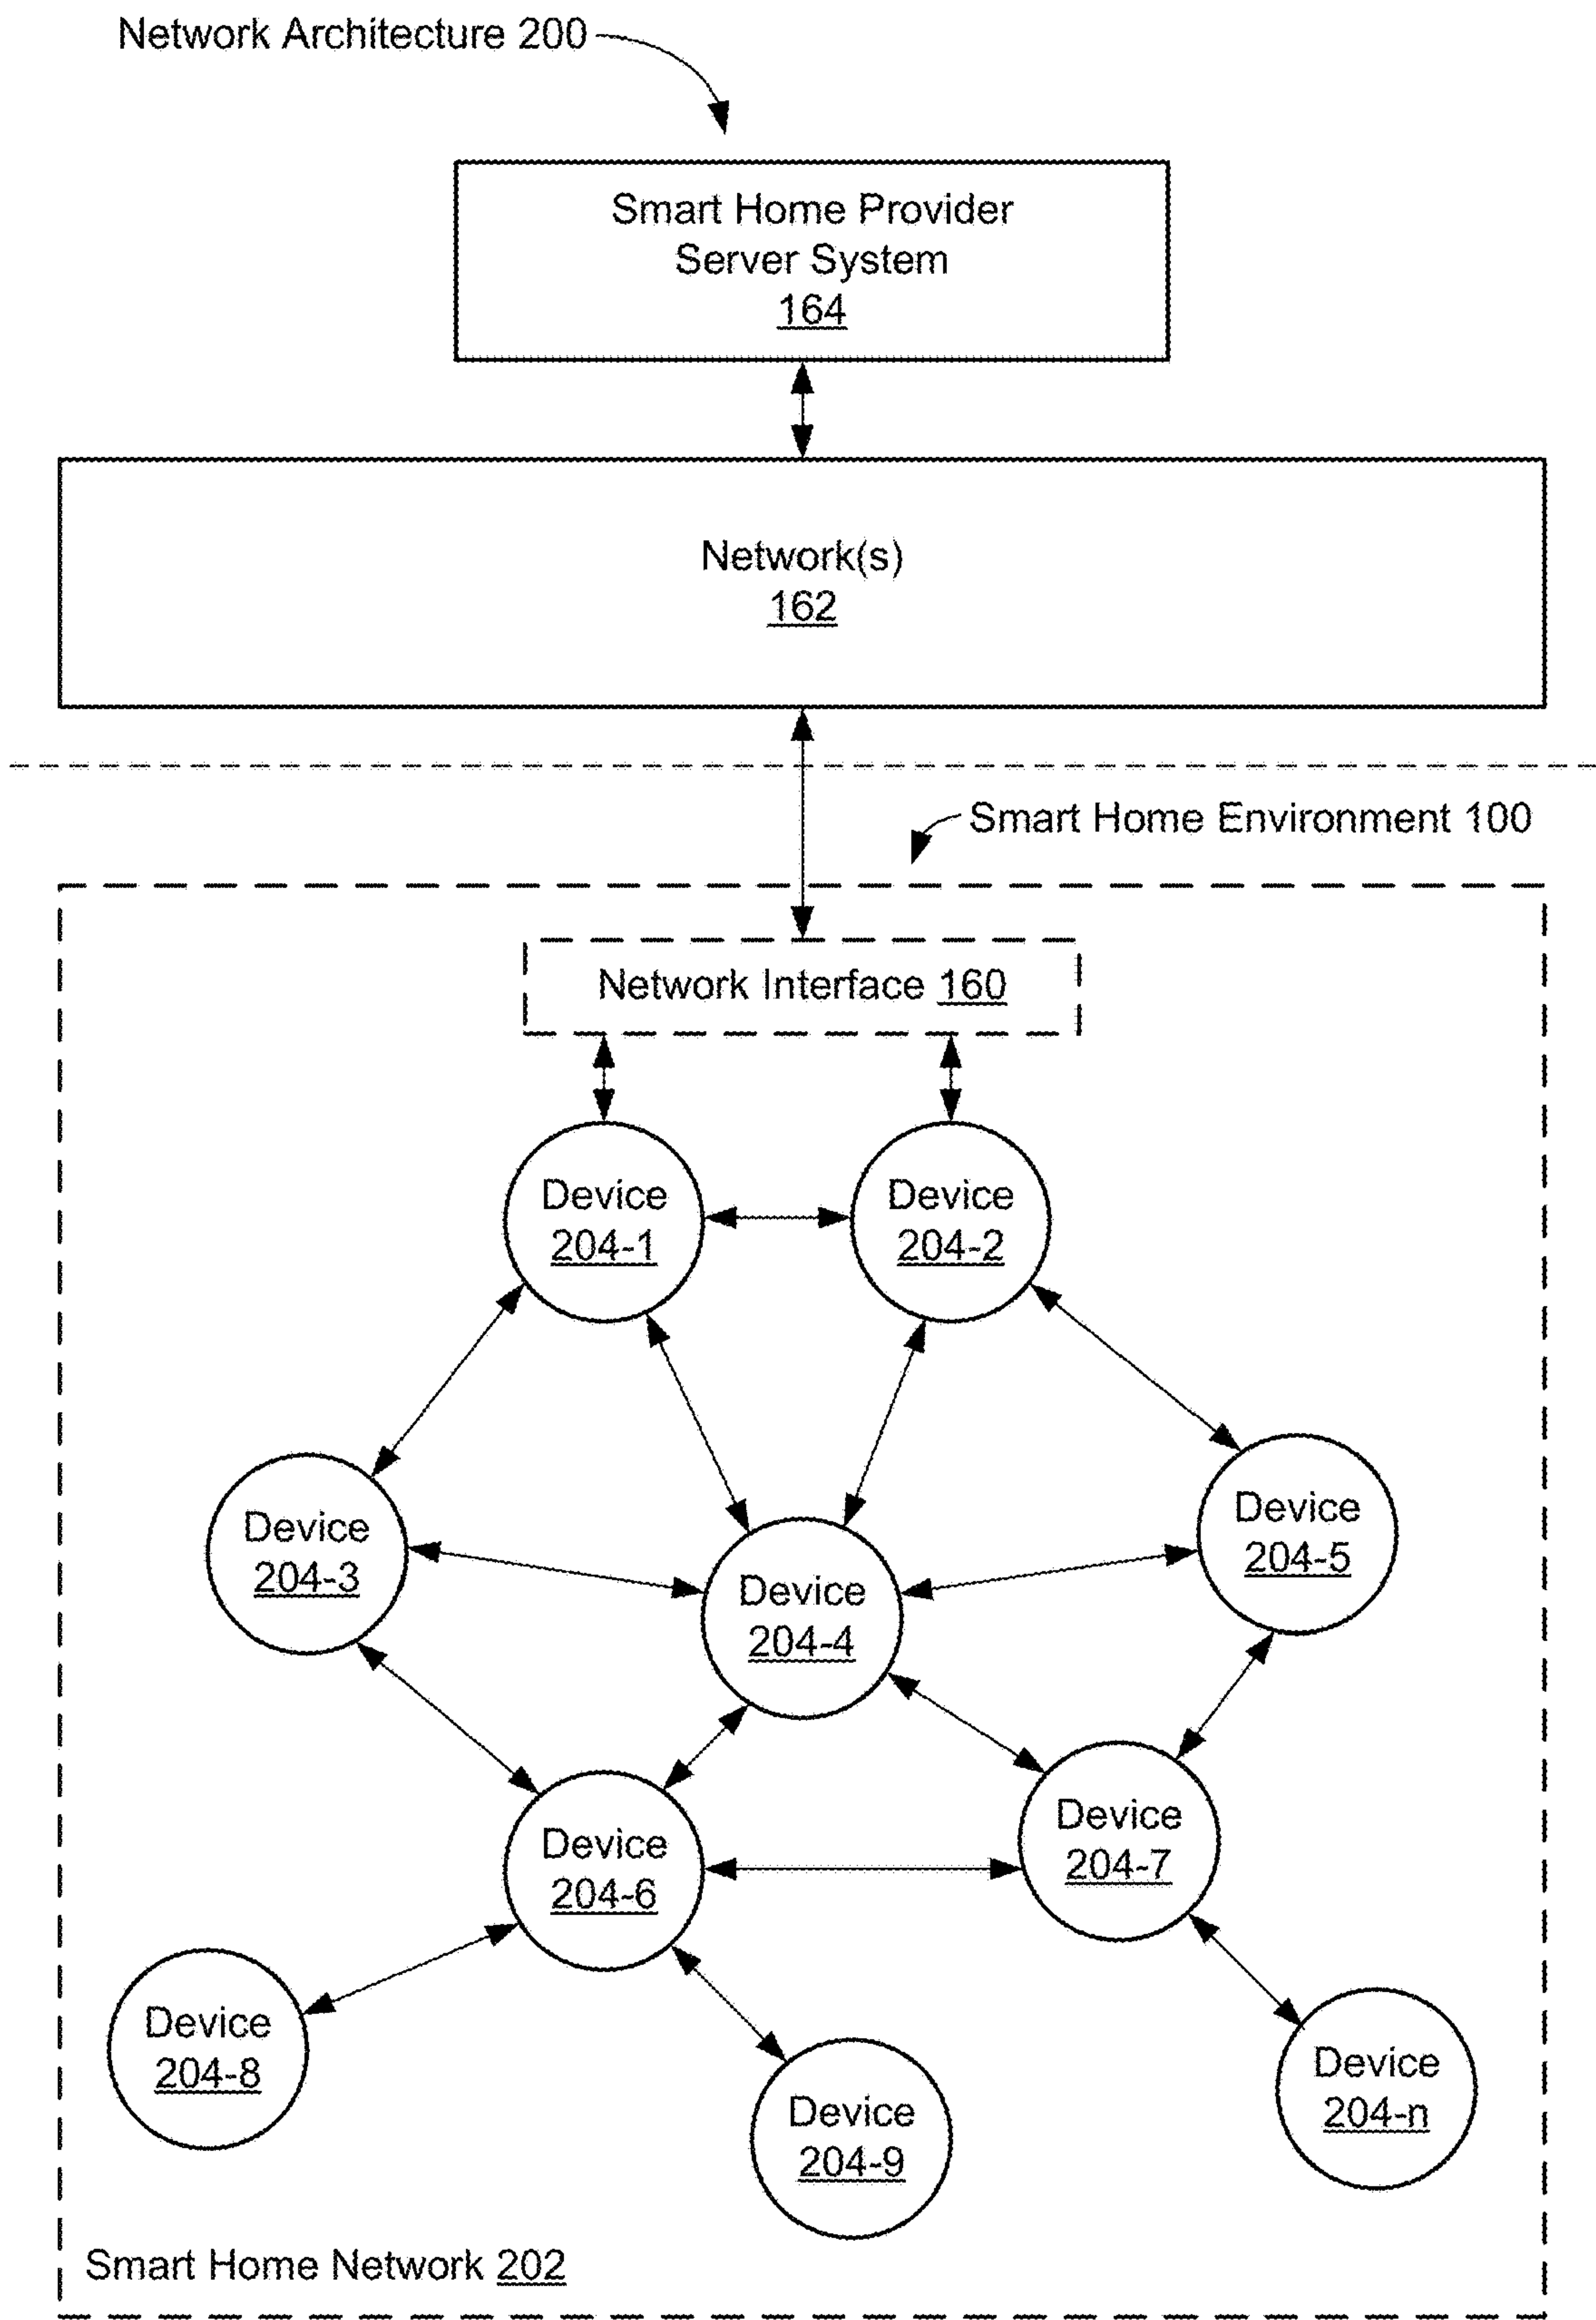 Network Architecture 200
Smart Home Provider
Server System
164
Network(s)
162
Smart Home Environment 100
Network Interface 160
Device
204-1
Device
204-2
Device
204-3
Device
204-4
Device
204-5
Device
204-6
Device
204-7
Device
204-8
Device
204-9
Device
204-n
Smart Home Network 202